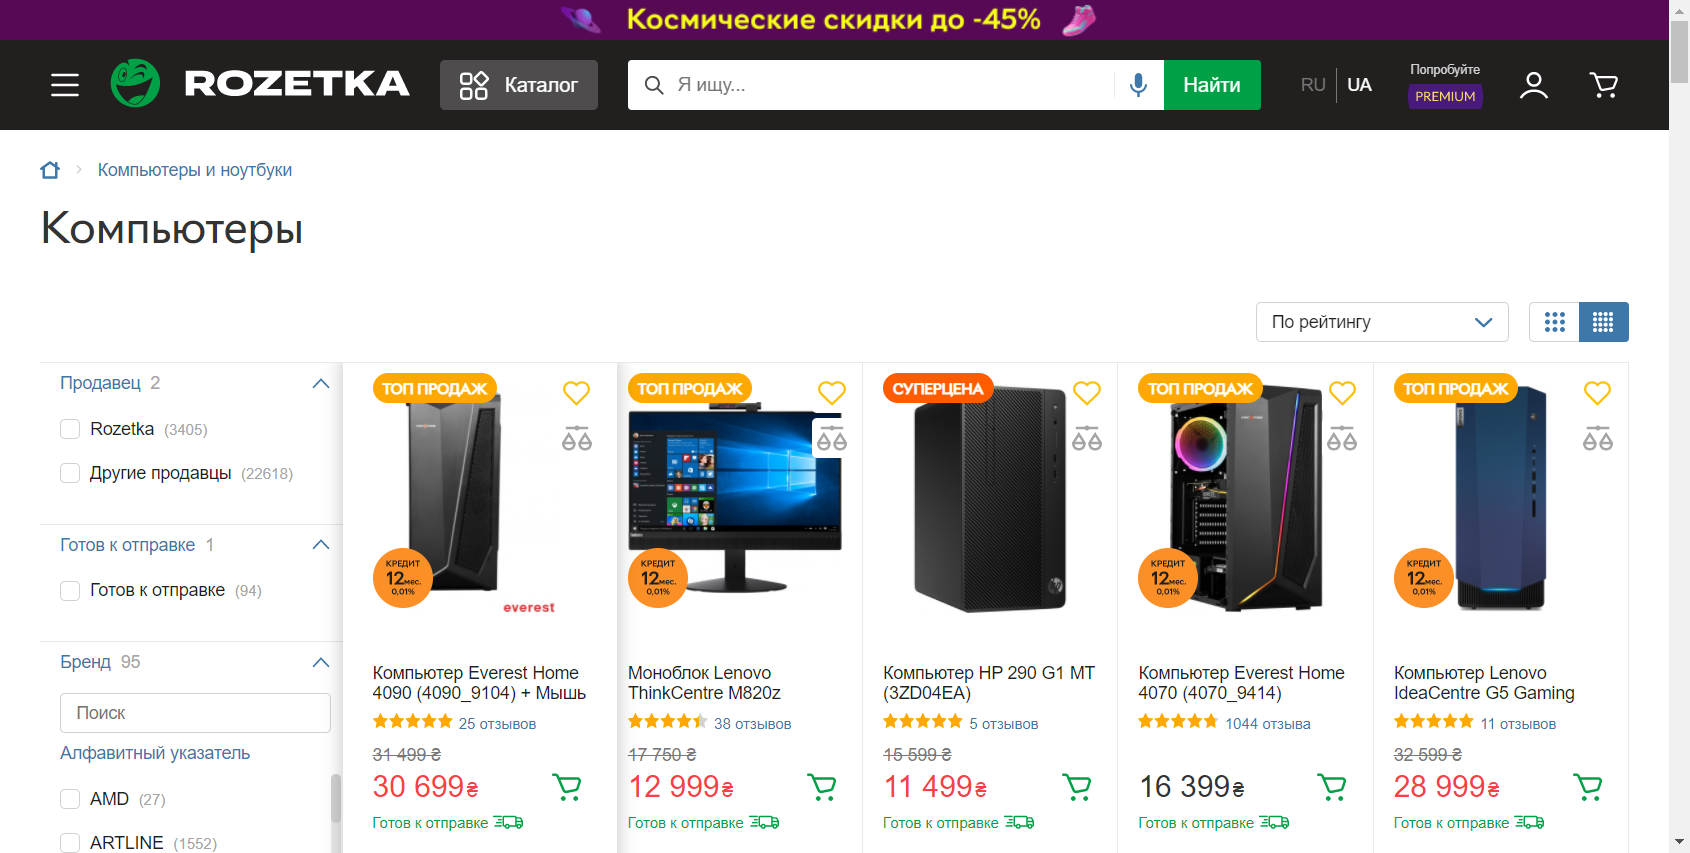 Космические скидки до -45%
ROZETKA
Каталог
Я ищу...
Найти
RU
UA
Попробуйте
PREMIUM
Компьютеры и ноутбуки
Компьютеры
По рейтингу
Продавец 2
Rozetka (3405)
Другие продавцы (22618)
Готов к отправке 1
Готов к отправке (94)
Бренд 95
Поиск
Алфавитный указатель
AMD (27)
ARTLINE (1552)
ТОП ПРОДАЖ
КРЕДИТ
12 мес.
0,01%
everest
Компьютер Everest Home
4090 (4090_9104) + Мышь
25 отзывов
31 499 ₴
30 699₴
Готов к отправке
ТОП ПРОДАЖ
КРЕДИТ
12 мес.
0,01%
Моноблок Lenovo
ThinkCentre M820z
38 отзывов
17 750 ₴
12 999₴
Готов к отправке
СУПЕРЦЕНА
Компьютер HP 290 G1 MT
(3ZD04EA)
5 отзывов
15 599 ₴
11 499₴
Готов к отправке
ТОП ПРОДАЖ
КРЕДИТ
12 мес.
0,01%
Компьютер Everest Home
4070 (4070_9414)
1044 отзыва
16 399₴
Готов к отправке
ТОП ПРОДАЖ
КРЕДИТ
12 мес.
0,01%
Компьютер Lenovo
IdeaCentre G5 Gaming
11 отзывов
32 599 ₴
28 999₴
Готов к отправке